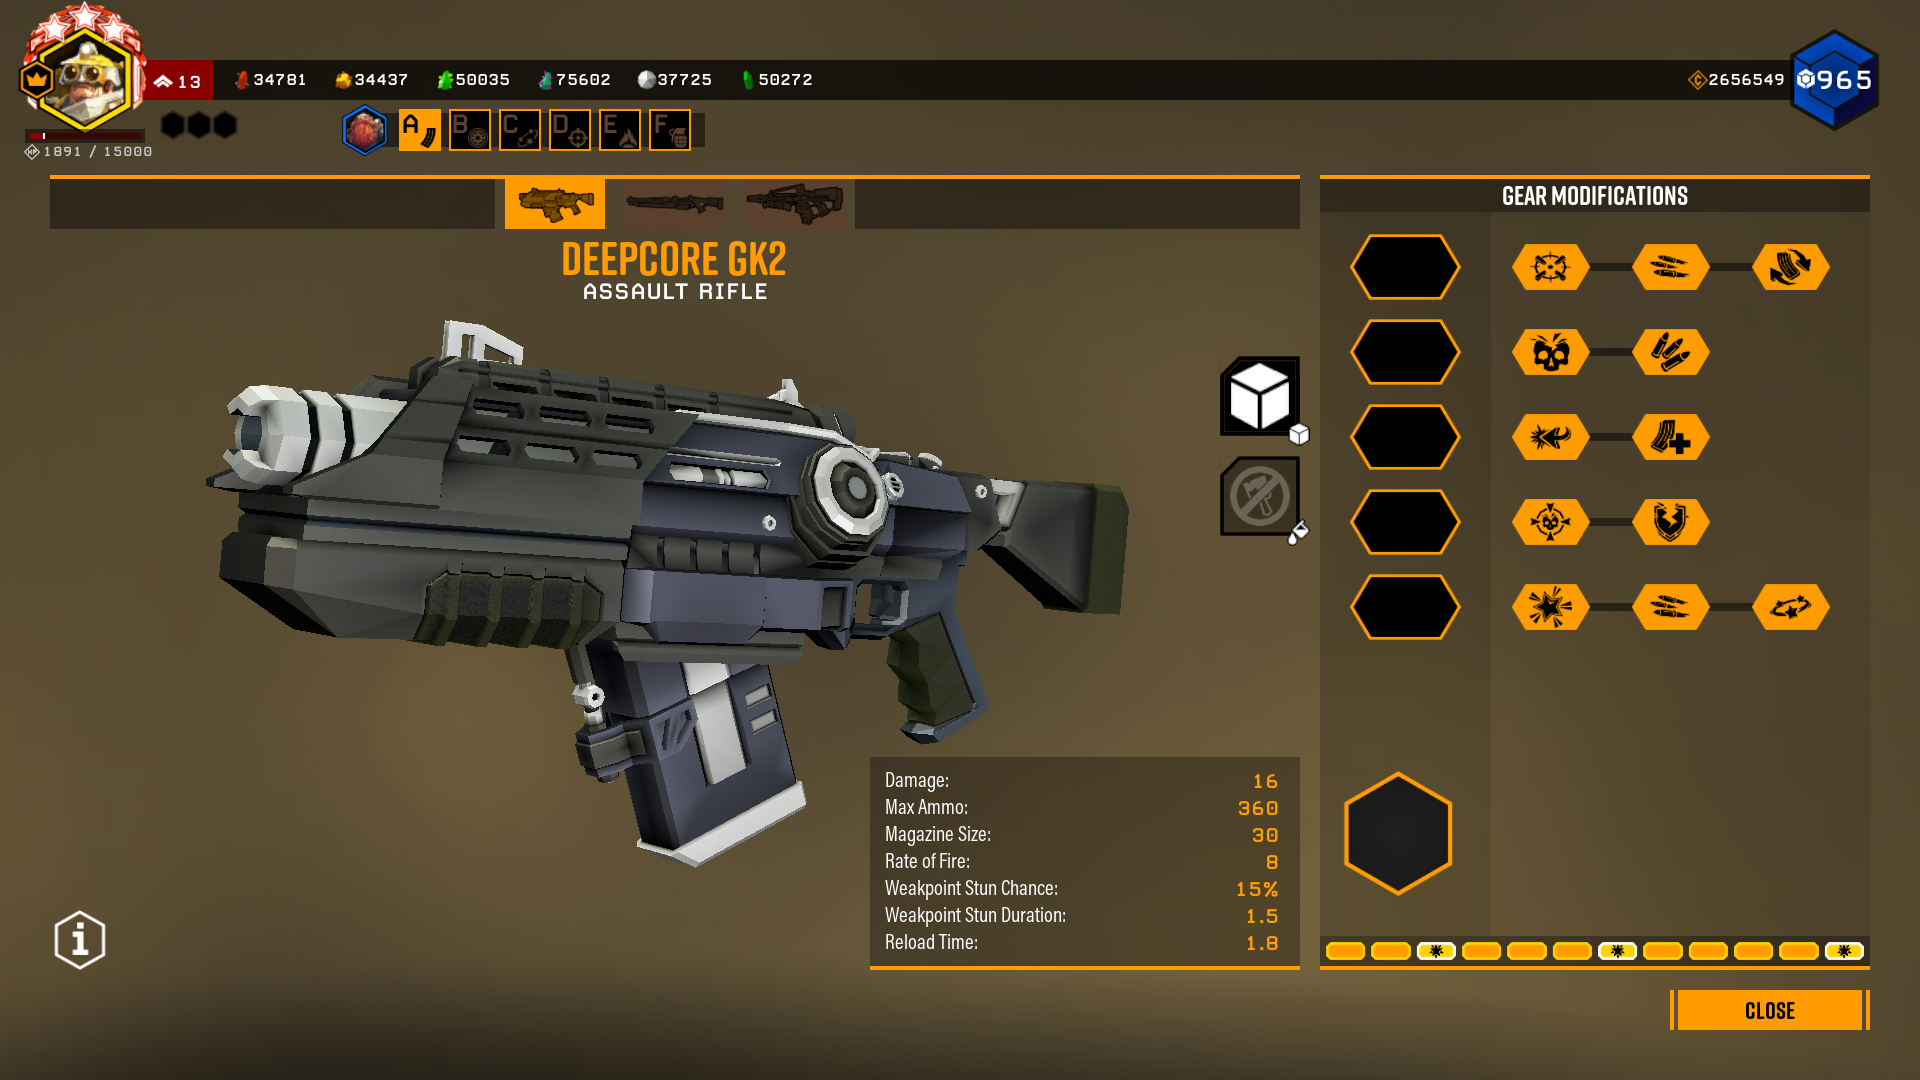 13
34781
34437
50035
75602
37725
50272
2656549
965
1891 / 15000
A
B
C
D
E
F
GEAR MODIFICATIONS
DEEPCORE GK2
ASSAULT RIFLE
Damage: 16
Max Ammo: 360
Magazine Size: 30
Rate of Fire: 8
Weakpoint Stun Chance: 15%
Weakpoint Stun Duration: 1.5
Reload Time: 1.8
CLOSE